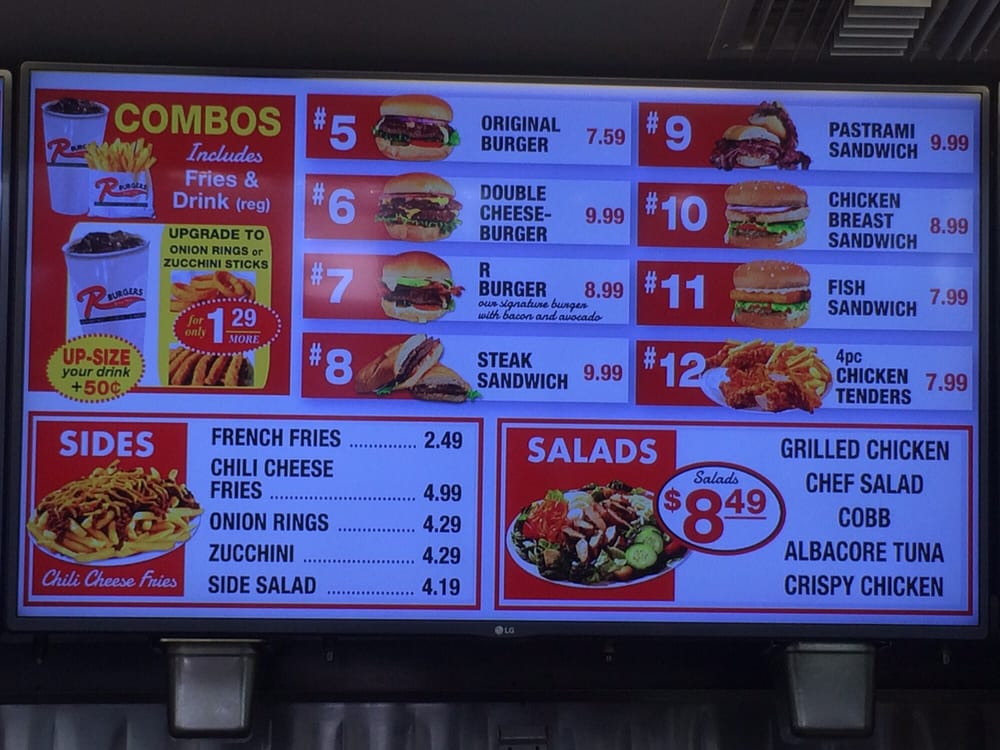 COMBOS
Includes
Fries &
Drink (reg)
R BURGERS
UPGRADE TO
ONION RINGS or
ZUCCHINI STICKS
for
only
1 29
MORE
R BURGERS
UP-SIZE
your drink
+50¢
#5
ORIGINAL
BURGER
7.59
#6
DOUBLE
CHEESE-
BURGER
9.99
#7
R
BURGER
8.99
our signature burger
with bacon and avocado
#8
STEAK
SANDWICH
9.99
#9
PASTRAMI
SANDWICH
9.99
#10
CHICKEN
BREAST
SANDWICH
8.99
#11
FISH
SANDWICH
7.99
#12
4pc
CHICKEN
TENDERS
7.99
SIDES
Chili Cheese Fries
FRENCH FRIES ............ 2.49
CHILI CHEESE
FRIES ......................... 4.99
ONION RINGS ............. 4.29
ZUCCHINI .................... 4.29
SIDE SALAD ............... 4.19
SALADS
Salads
$8 49
GRILLED CHICKEN
CHEF SALAD
COBB
ALBACORE TUNA
CRISPY CHICKEN
LG